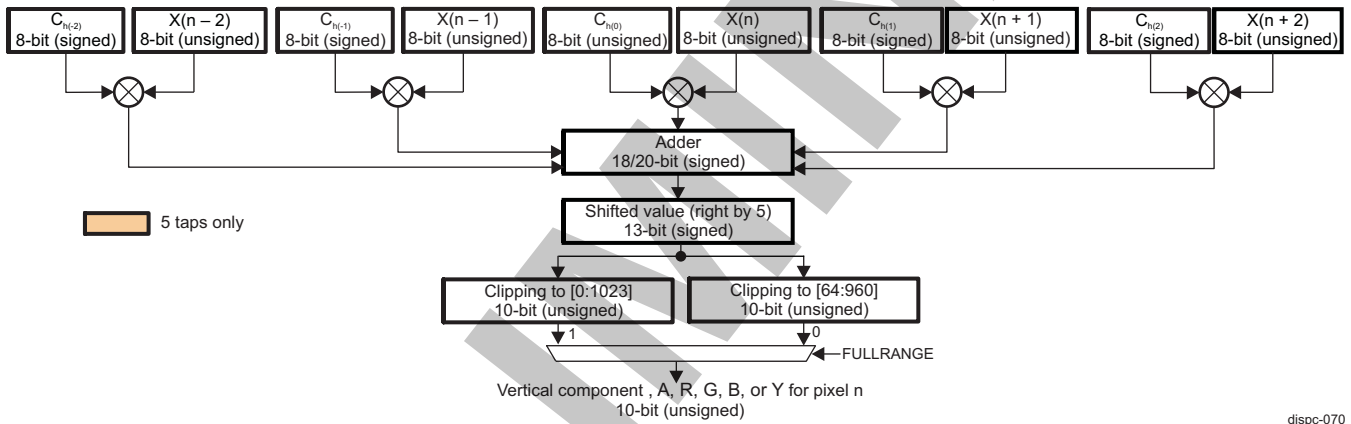 C h(-2)
8-bit (signed)
X(n – 2)
8-bit (unsigned)
C h(-1)
8-bit (signed)
X(n – 1)
8-bit (unsigned)
C h(0)
8-bit (unsigned)
X(n)
8-bit (unsigned)
C h(1)
8-bit (signed)
X(n + 1)
8-bit (unsigned)
C h(2)
8-bit (signed)
X(n + 2)
8-bit (unsigned)
Adder
18/20-bit (signed)
5 taps only
Shifted value (right by 5)
13-bit (signed)
Clipping to [0:1023]
10-bit (unsigned)
Clipping to [64:960]
10-bit (unsigned)
1
0
FULLRANGE
Vertical component , A, R, G, B, or Y for pixel n
10-bit (unsigned)
dispc-070